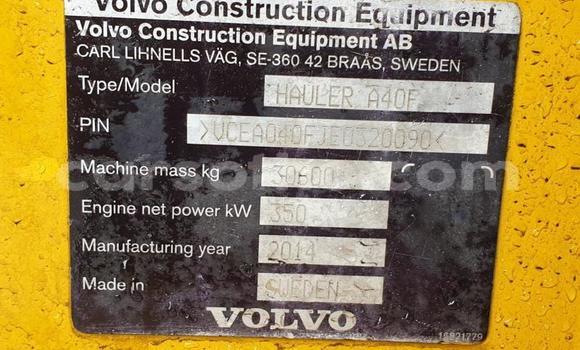 Volvo Construction Equipment
Volvo Construction Equipment AB
CARL LIHNELLS VÄG, SE-360 42 BRAÅS, SWEDEN
Type/Model HAULER A40F
PIN >VCEA040FJE0320090<
Machine mass kg 30600
Engine net power kW 350
Manufacturing year 2014
Made in SWEDEN
VOLVO
16821779